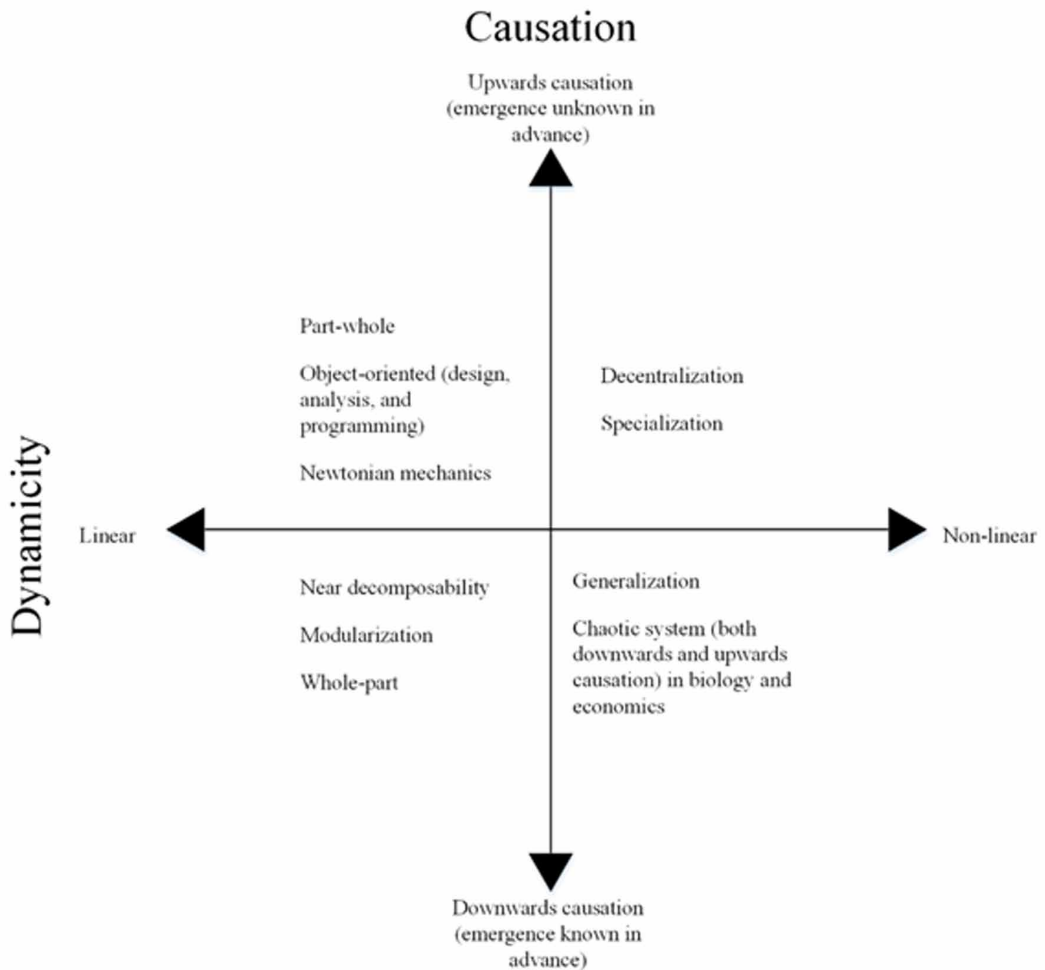 Causation
Upwards causation
(emergence unknown in
advance)
Part-whole
Object-oriented (design,
analysis, and
programming)
Newtonian mechanics
Decentralization
Specialization
Dynamicity
Linear
Non-linear
Near decomposability
Modularization
Whole-part
Generalization
Chaotic system (both
downwards and upwards
causation) in biology and
economics
Downwards causation
(emergence known in
advance)